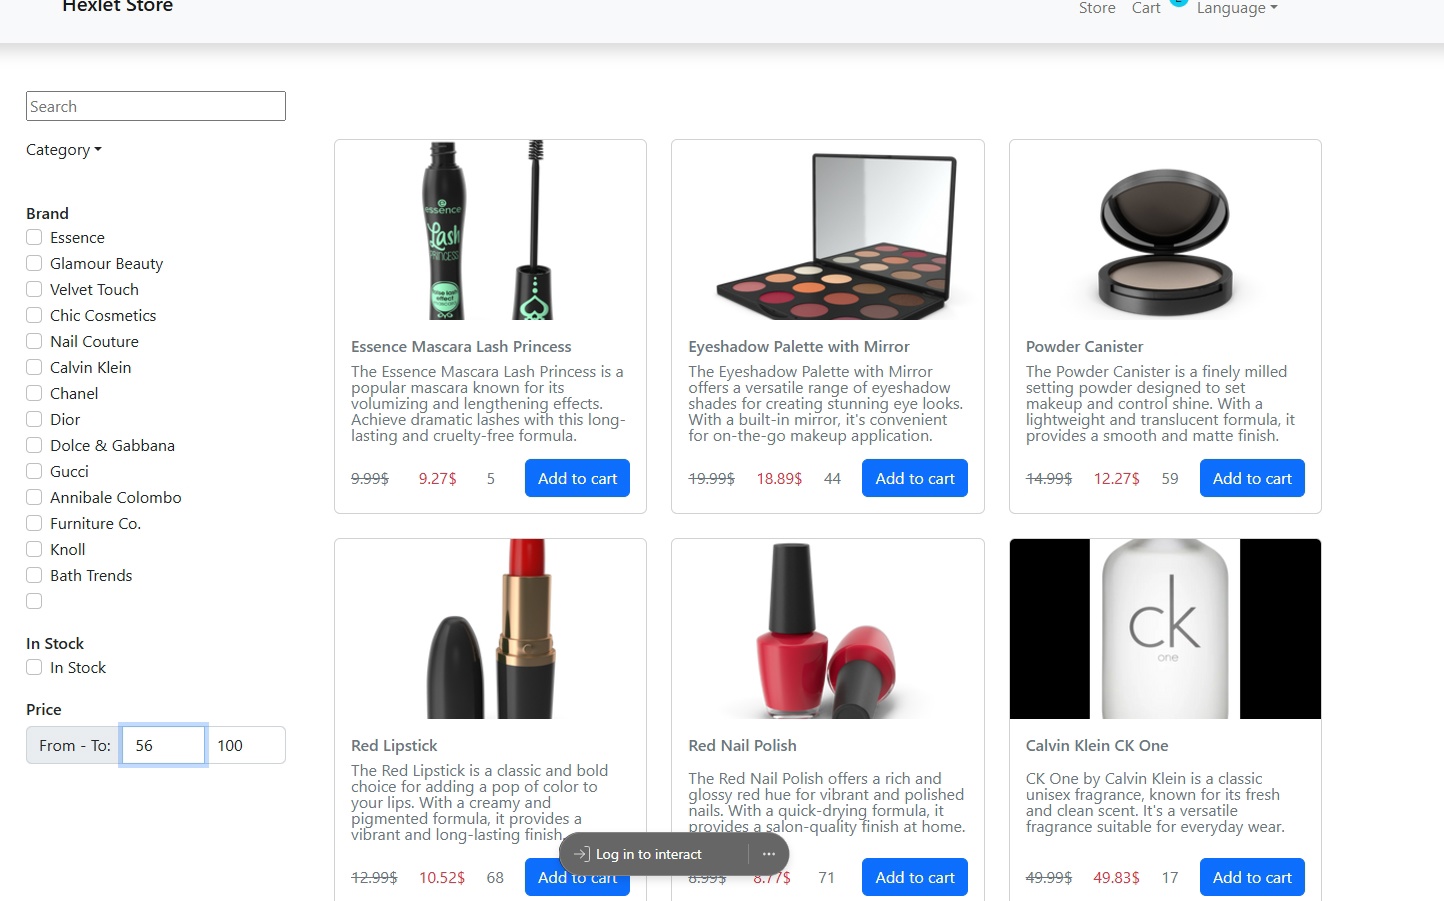 Hexlet Store
Store Cart Language
Search
Category
Brand
Essence
Glamour Beauty
Velvet Touch
Chic Cosmetics
Nail Couture
Calvin Klein
Chanel
Dior
Dolce & Gabbana
Gucci
Annibale Colombo
Furniture Co.
Knoll
Bath Trends
In Stock
In Stock
Price
From - To: 56 100
essence
Lash
PRINCESS
false lash
effect
Essence Mascara Lash Princess
The Essence Mascara Lash Princess is a
popular mascara known for its
volumizing and lengthening effects.
Achieve dramatic lashes with this long-
lasting and cruelty-free formula.
9.99$ 9.27$ 5 Add to cart
Eyeshadow Palette with Mirror
The Eyeshadow Palette with Mirror
offers a versatile range of eyeshadow
shades for creating stunning eye looks.
With a built-in mirror, it's convenient
for on-the-go makeup application.
19.99$ 18.89$ 44 Add to cart
Powder Canister
The Powder Canister is a finely milled
setting powder designed to set
makeup and control shine. With a
lightweight and translucent formula, it
provides a smooth and matte finish.
14.99$ 12.27$ 59 Add to cart
Red Lipstick
The Red Lipstick is a classic and bold
choice for adding a pop of color to
your lips. With a creamy and
pigmented formula, it provides a
vibrant and long-lasting finish.
12.99$ 10.52$ 68 Add to cart
Red Nail Polish
The Red Nail Polish offers a rich and
glossy red hue for vibrant and polished
nails. With a quick-drying formula, it
provides a salon-quality finish at home.
8.99$ 8.77$ 71 Add to cart
ck
one
Calvin Klein CK One
CK One by Calvin Klein is a classic
unisex fragrance, known for its fresh
and clean scent. It's a versatile
fragrance suitable for everyday wear.
49.99$ 49.83$ 17 Add to cart
Log in to interact